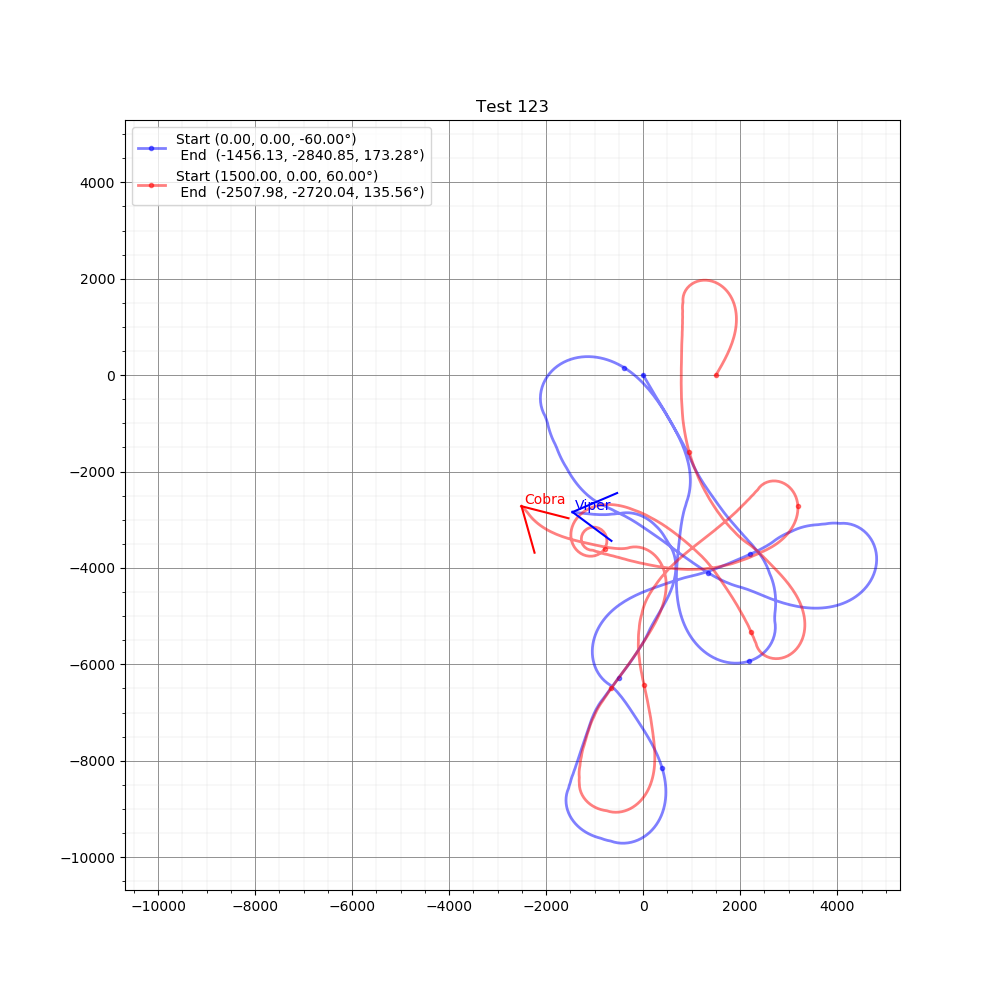 Test 123
Start (0.00, 0.00, -60.00°)
End (-1456.13, -2840.85, 173.28°)
Start (1500.00, 0.00, 60.00°)
End (-2507.98, -2720.04, 135.56°)
4000
2000
0
−2000
−4000
−6000
−8000
−10000
Cobra
Viper
−10000 −8000 −6000 −4000 −2000 0 2000 4000